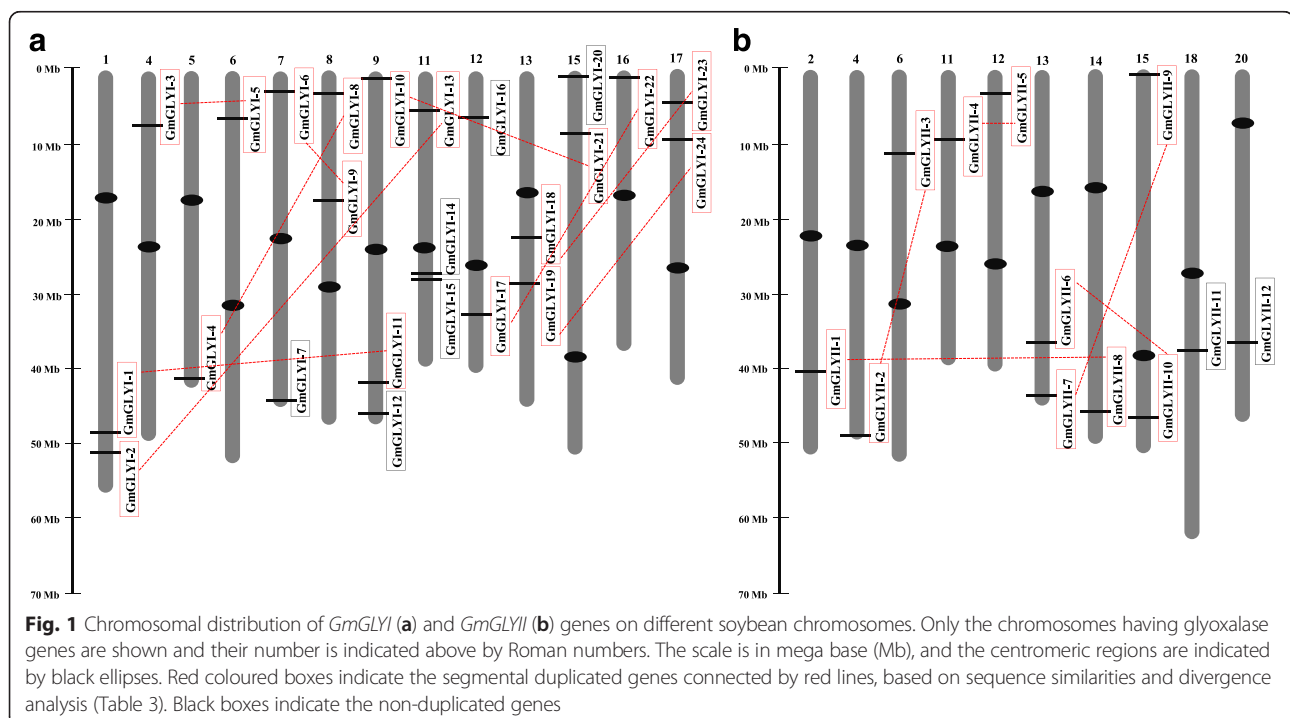 a
1 4 5 6 7 8 9 11 12 13 15 16 17
0 Mb
10 Mb
20 Mb
30 Mb
40 Mb
50 Mb
60 Mb
70 Mb
GmGLYI-1
GmGLYI-2
GmGLYI-3
GmGLYI-4
GmGLYI-5
GmGLYI-6
GmGLYI-7
GmGLYI-8
GmGLYI-9
GmGLYI-10
GmGLYI-11
GmGLYI-12
GmGLYI-13
GmGLYI-14
GmGLYI-15
GmGLYI-16
GmGLYI-17
GmGLYI-18
GmGLYI-19
GmGLYI-20
GmGLYI-21
GmGLYI-22
GmGLYI-23
GmGLYI-24
b
2 4 6 11 12 13 14 15 18 20
0 Mb
10 Mb
20 Mb
30 Mb
40 Mb
50 Mb
60 Mb
70 Mb
GmGLYII-1
GmGLYII-2
GmGLYII-3
GmGLYII-4
GmGLYII-5
GmGLYII-6
GmGLYII-7
GmGLYII-8
GmGLYII-9
GmGLYII-10
GmGLYII-11
GmGLYII-12
Fig. 1 Chromosomal distribution of GmGLYI (a) and GmGLYII (b) genes on different soybean chromosomes. Only the chromosomes having glyoxalase
genes are shown and their number is indicated above by Roman numbers. The scale is in mega base (Mb), and the centromeric regions are indicated
by black ellipses. Red coloured boxes indicate the segmental duplicated genes connected by red lines, based on sequence similarities and divergence
analysis (Table 3). Black boxes indicate the non-duplicated genes